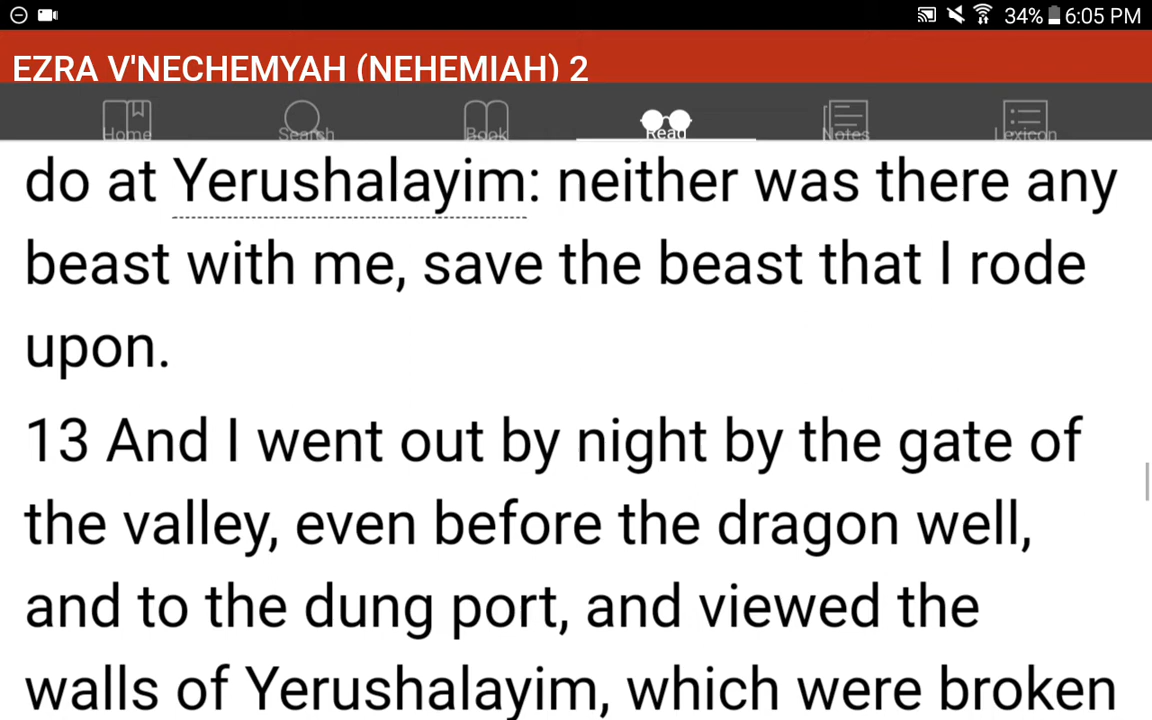 34% 6:05 PM
EZRA V'NECHEMYAH (NEHEMIAH) 2
Home Search Book Read Notes Lexicon
do at Yerushalayim: neither was there any
beast with me, save the beast that I rode
upon.
13 And I went out by night by the gate of
the valley, even before the dragon well,
and to the dung port, and viewed the
walls of Yerushalayim, which were broken